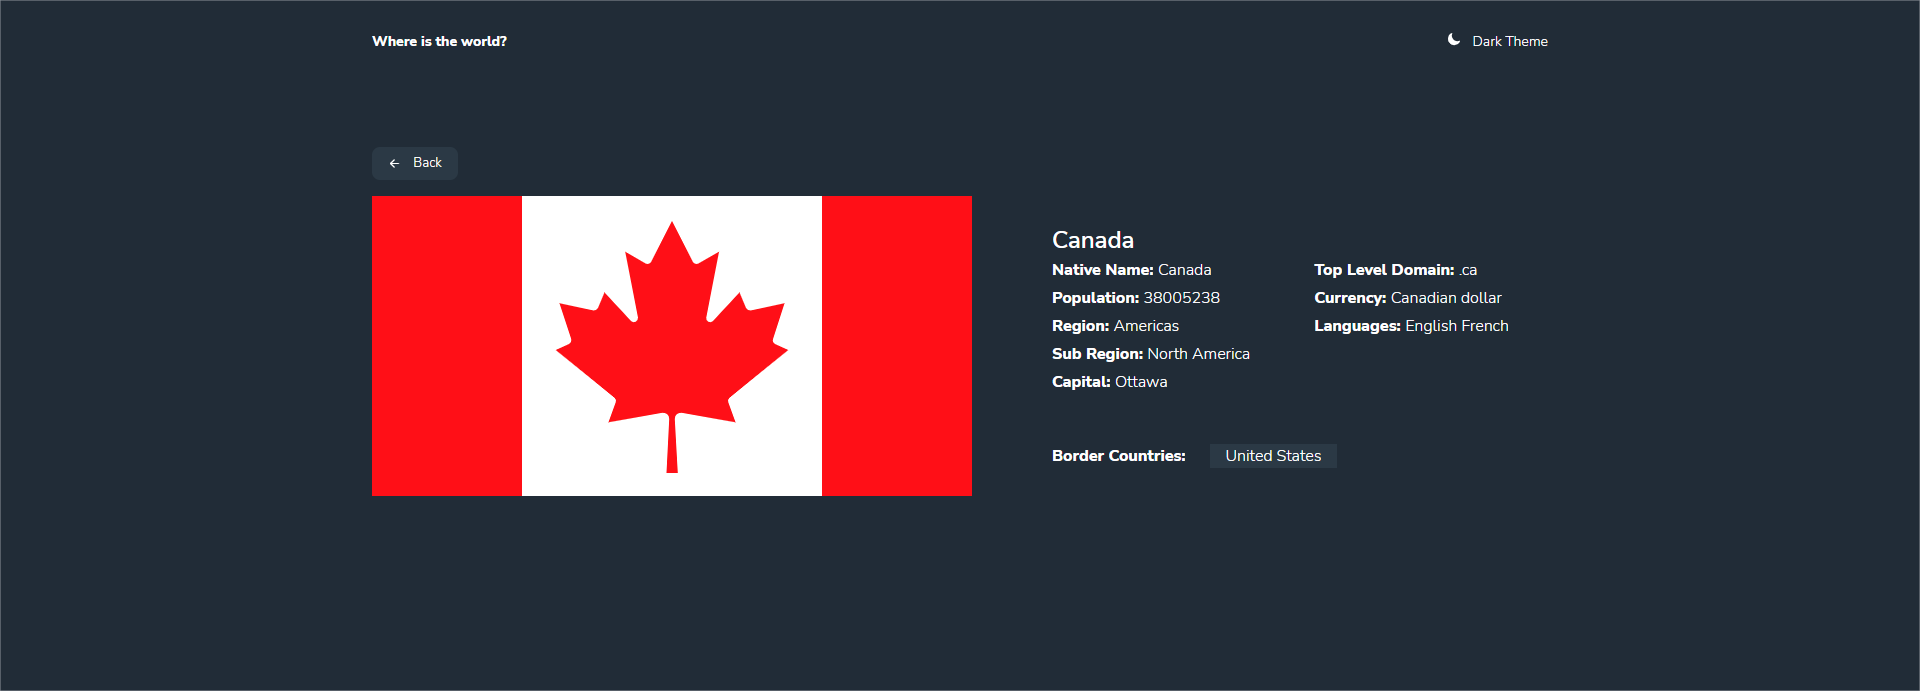 Where is the world?
Dark Theme
Back
Canada
Native Name: Canada
Population: 38005238
Region: Americas
Sub Region: North America
Capital: Ottawa
Top Level Domain: .ca
Currency: Canadian dollar
Languages: English French
Border Countries: United States